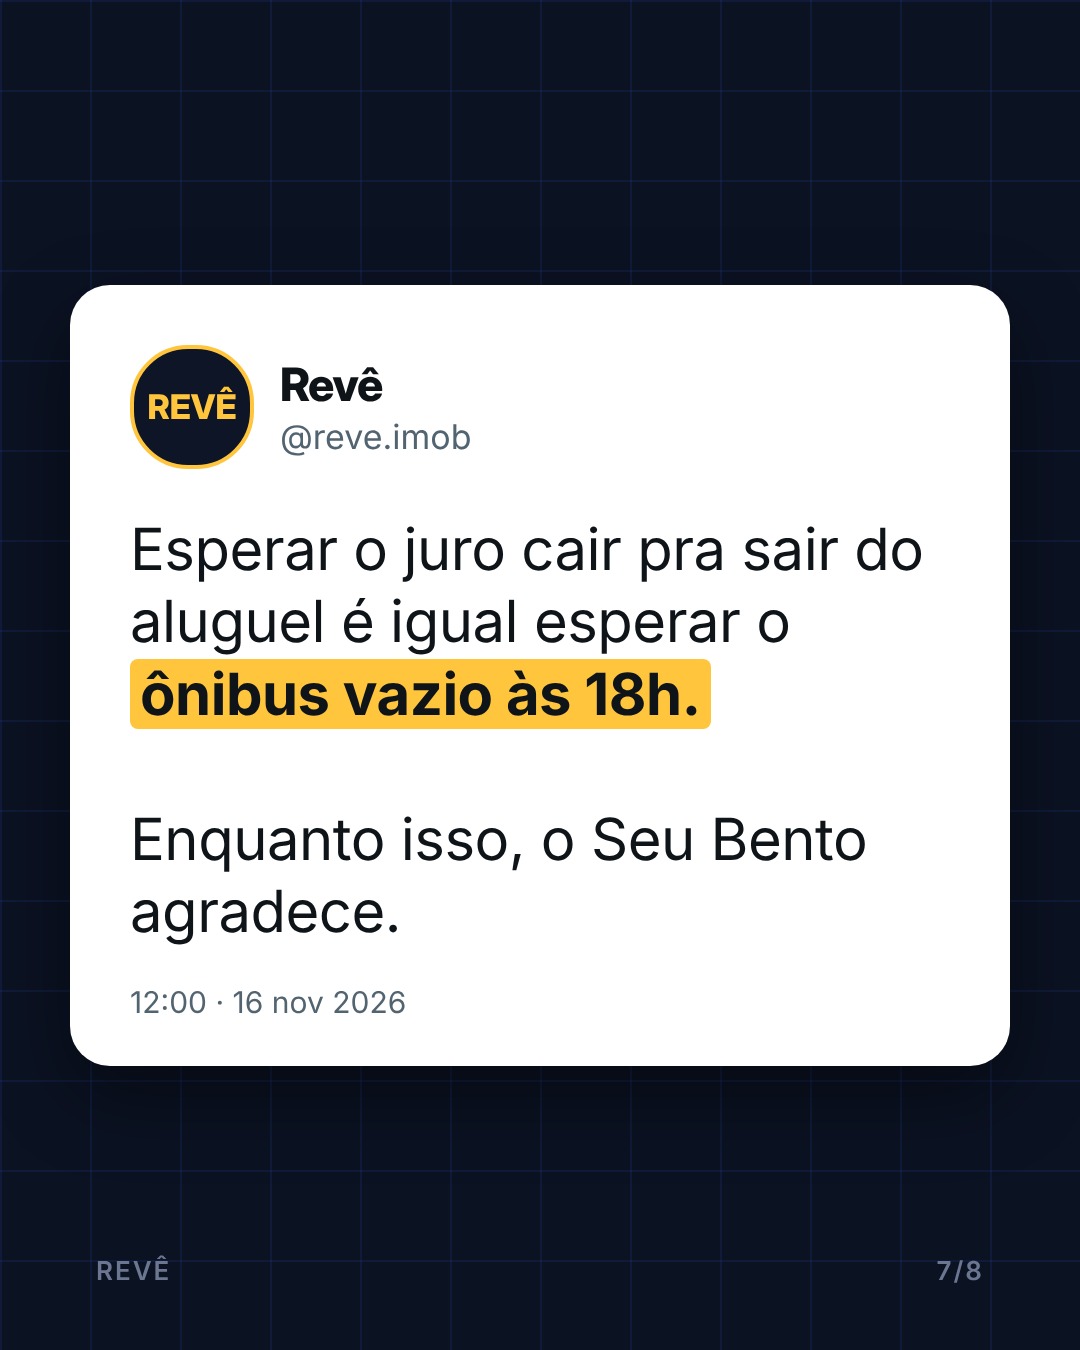 REVÊ
Revê
@reve.imob
Esperar o juro cair pra sair do
aluguel é igual esperar o
ônibus vazio às 18h.
Enquanto isso, o Seu Bento
agradece.
12:00 · 16 nov 2026
REVÊ
7/8